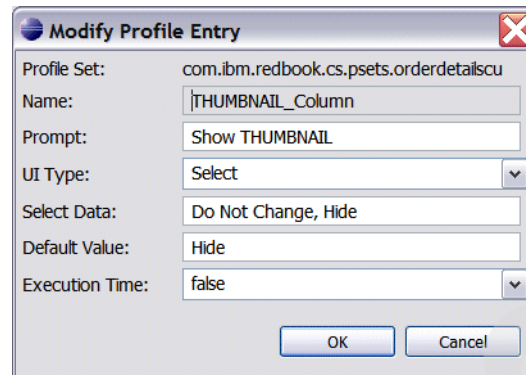 Modify Profile Entry
Profile Set: com.ibm.redbook.cs.psets.orderdetailscu
Name: THUMBNAIL_Column
Prompt: Show THUMBNAIL
UI Type: Select
Select Data: Do Not Change, Hide
Default Value: Hide
Execution Time: false
OK Cancel